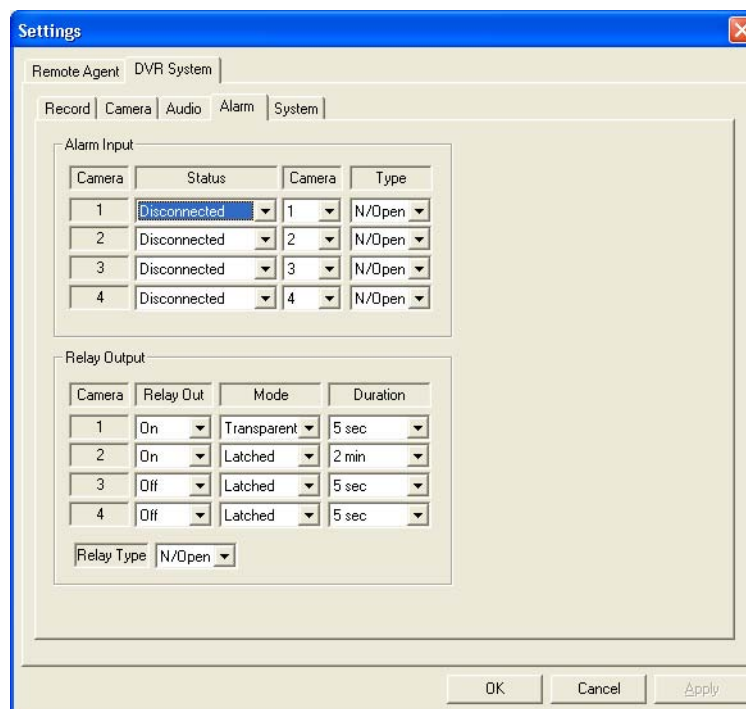 Settings
Remote Agent DVR System
Record Camera Audio Alarm System
Alarm Input
Camera Status Camera Type
1 Disconnected 1 N/Open
2 Disconnected 2 N/Open
3 Disconnected 3 N/Open
4 Disconnected 4 N/Open
Relay Output
Camera Relay Out Mode Duration
1 On Transparent 5 sec
2 On Latched 2 min
3 Off Latched 5 sec
4 Off Latched 5 sec
Relay Type N/Open
OK Cancel Apply